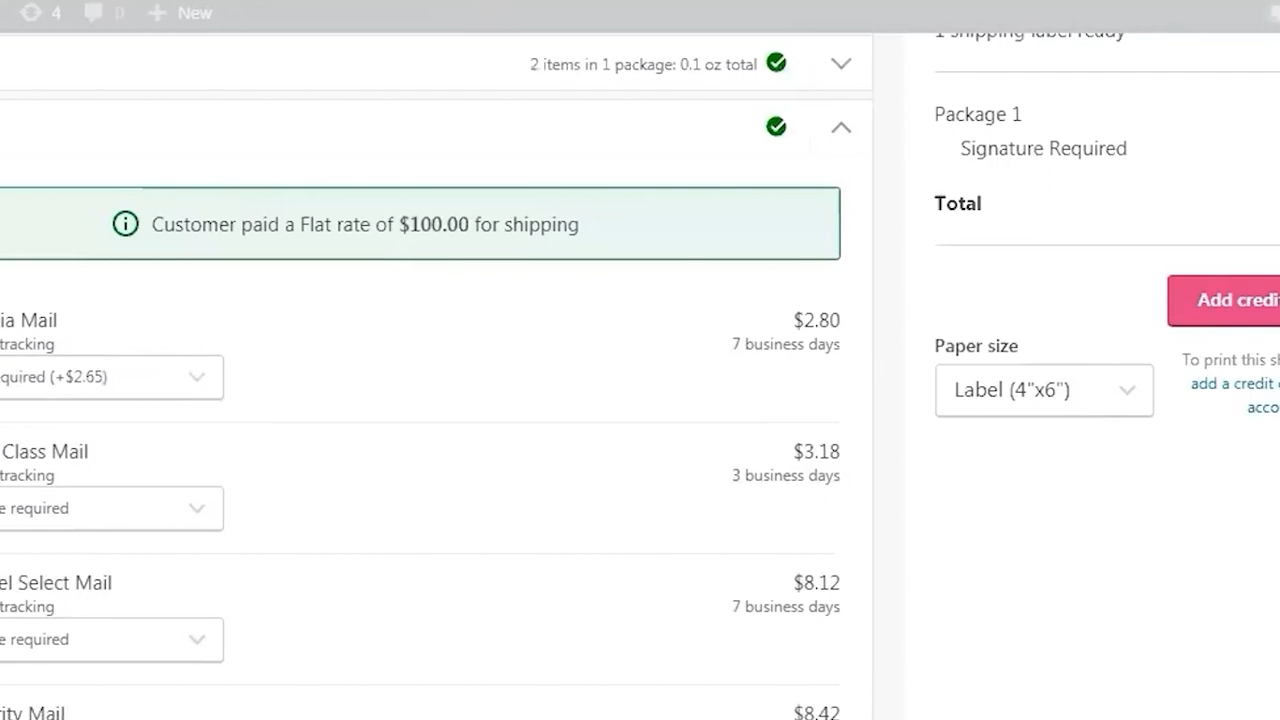 4
0
New
2 items in 1 package: 0.1 oz total
Customer paid a Flat rate of $100.00 for shipping
ia Mail
$2.80
tracking
7 business days
equired (+$2.65)
Class Mail
$3.18
tracking
3 business days
e required
el Select Mail
$8.12
tracking
7 business days
e required
rity Mail
$8.42
1 shipping label ready
Package 1
Signature Required
Total
Add credi
Paper size
Label (4"x6")
To print this sh
add a credit c
acco